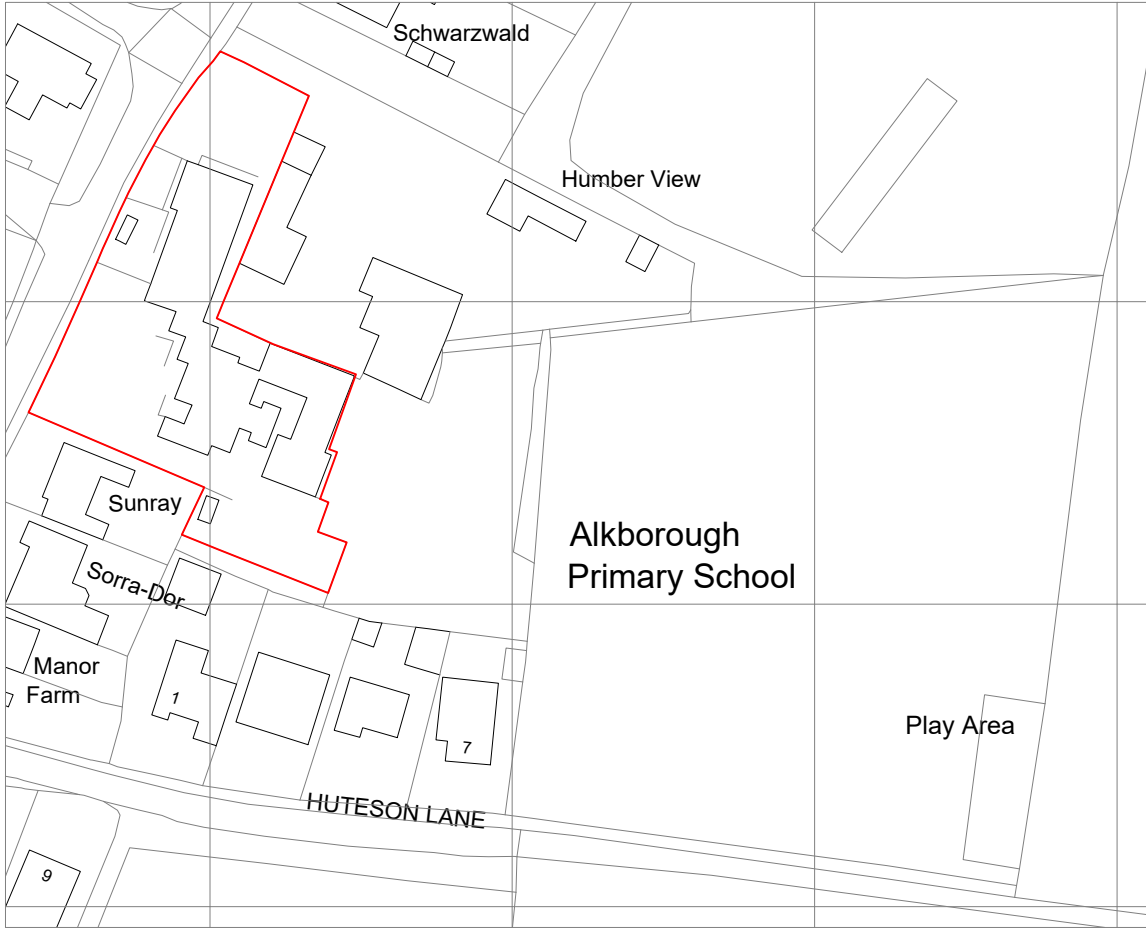 Schwarzwald
Humber View
Sunray
Alkborough
Primary School
Sorra-Dor
Manor
Farm
1
Play Area
7
HUTESON LANE
9